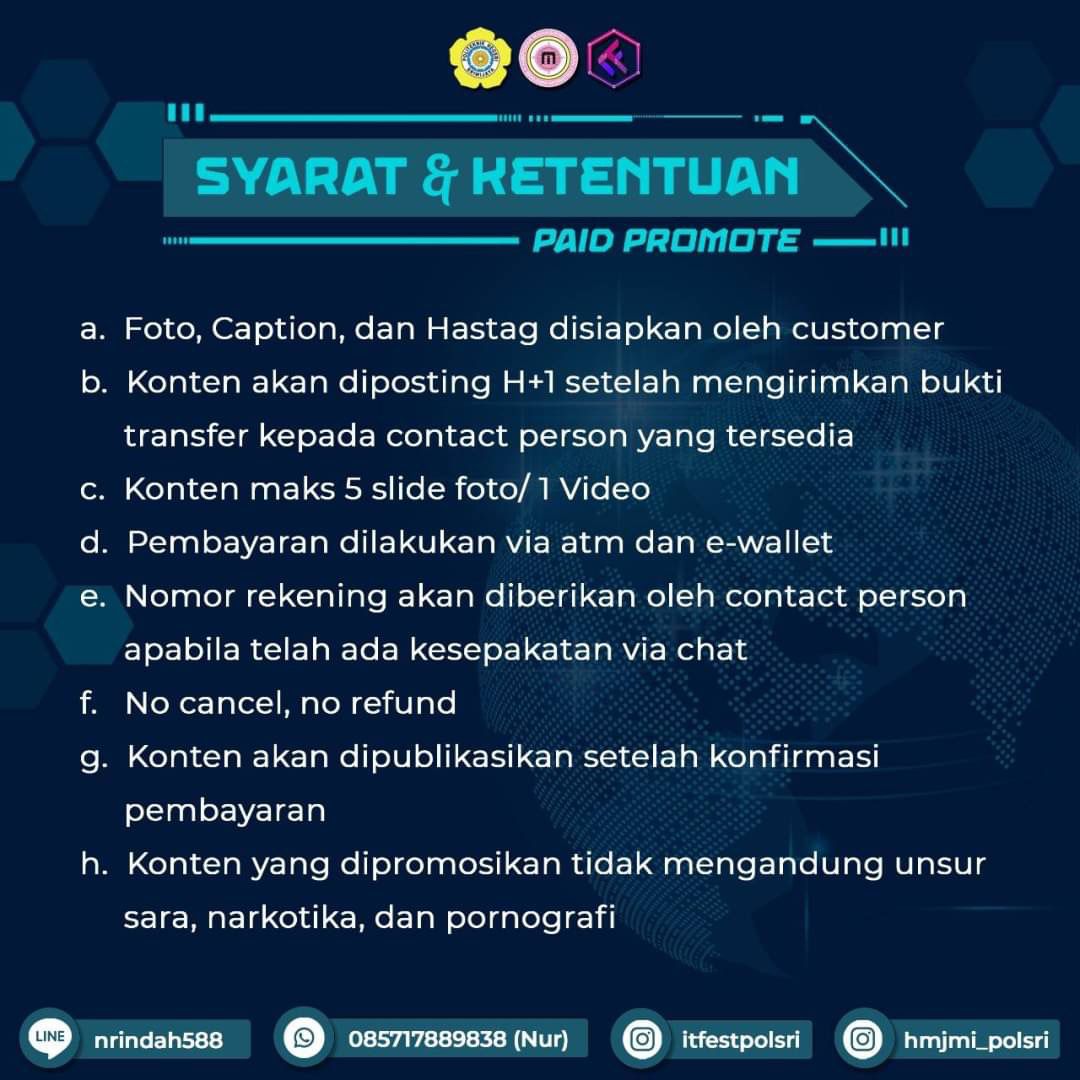 POLITEKNIK NEGERI
SRIWIJAYA
SYARAT & KETENTUAN
PAID PROMOTE
a. Foto, Caption, dan Hastag disiapkan oleh customer
b. Konten akan diposting H+1 setelah mengirimkan bukti
transfer kepada contact person yang tersedia
c. Konten maks 5 slide foto/ 1 Video
d. Pembayaran dilakukan via atm dan e-wallet
e. Nomor rekening akan diberikan oleh contact person
apabila telah ada kesepakatan via chat
f. No cancel, no refund
g. Konten akan dipublikasikan setelah konfirmasi
pembayaran
h. Konten yang dipromosikan tidak mengandung unsur
sara, narkotika, dan pornografi
LINE nrindah588
085717889838 (Nur)
itfestpolsri
hmjmi_polsri